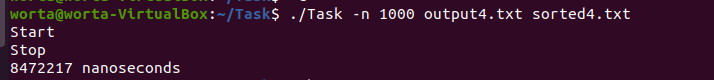 worta@worta-VirtualBox:~/Task$ ./Task -n 1000 output4.txt sorted4.txt
Start
Stop
8472217 nanoseconds